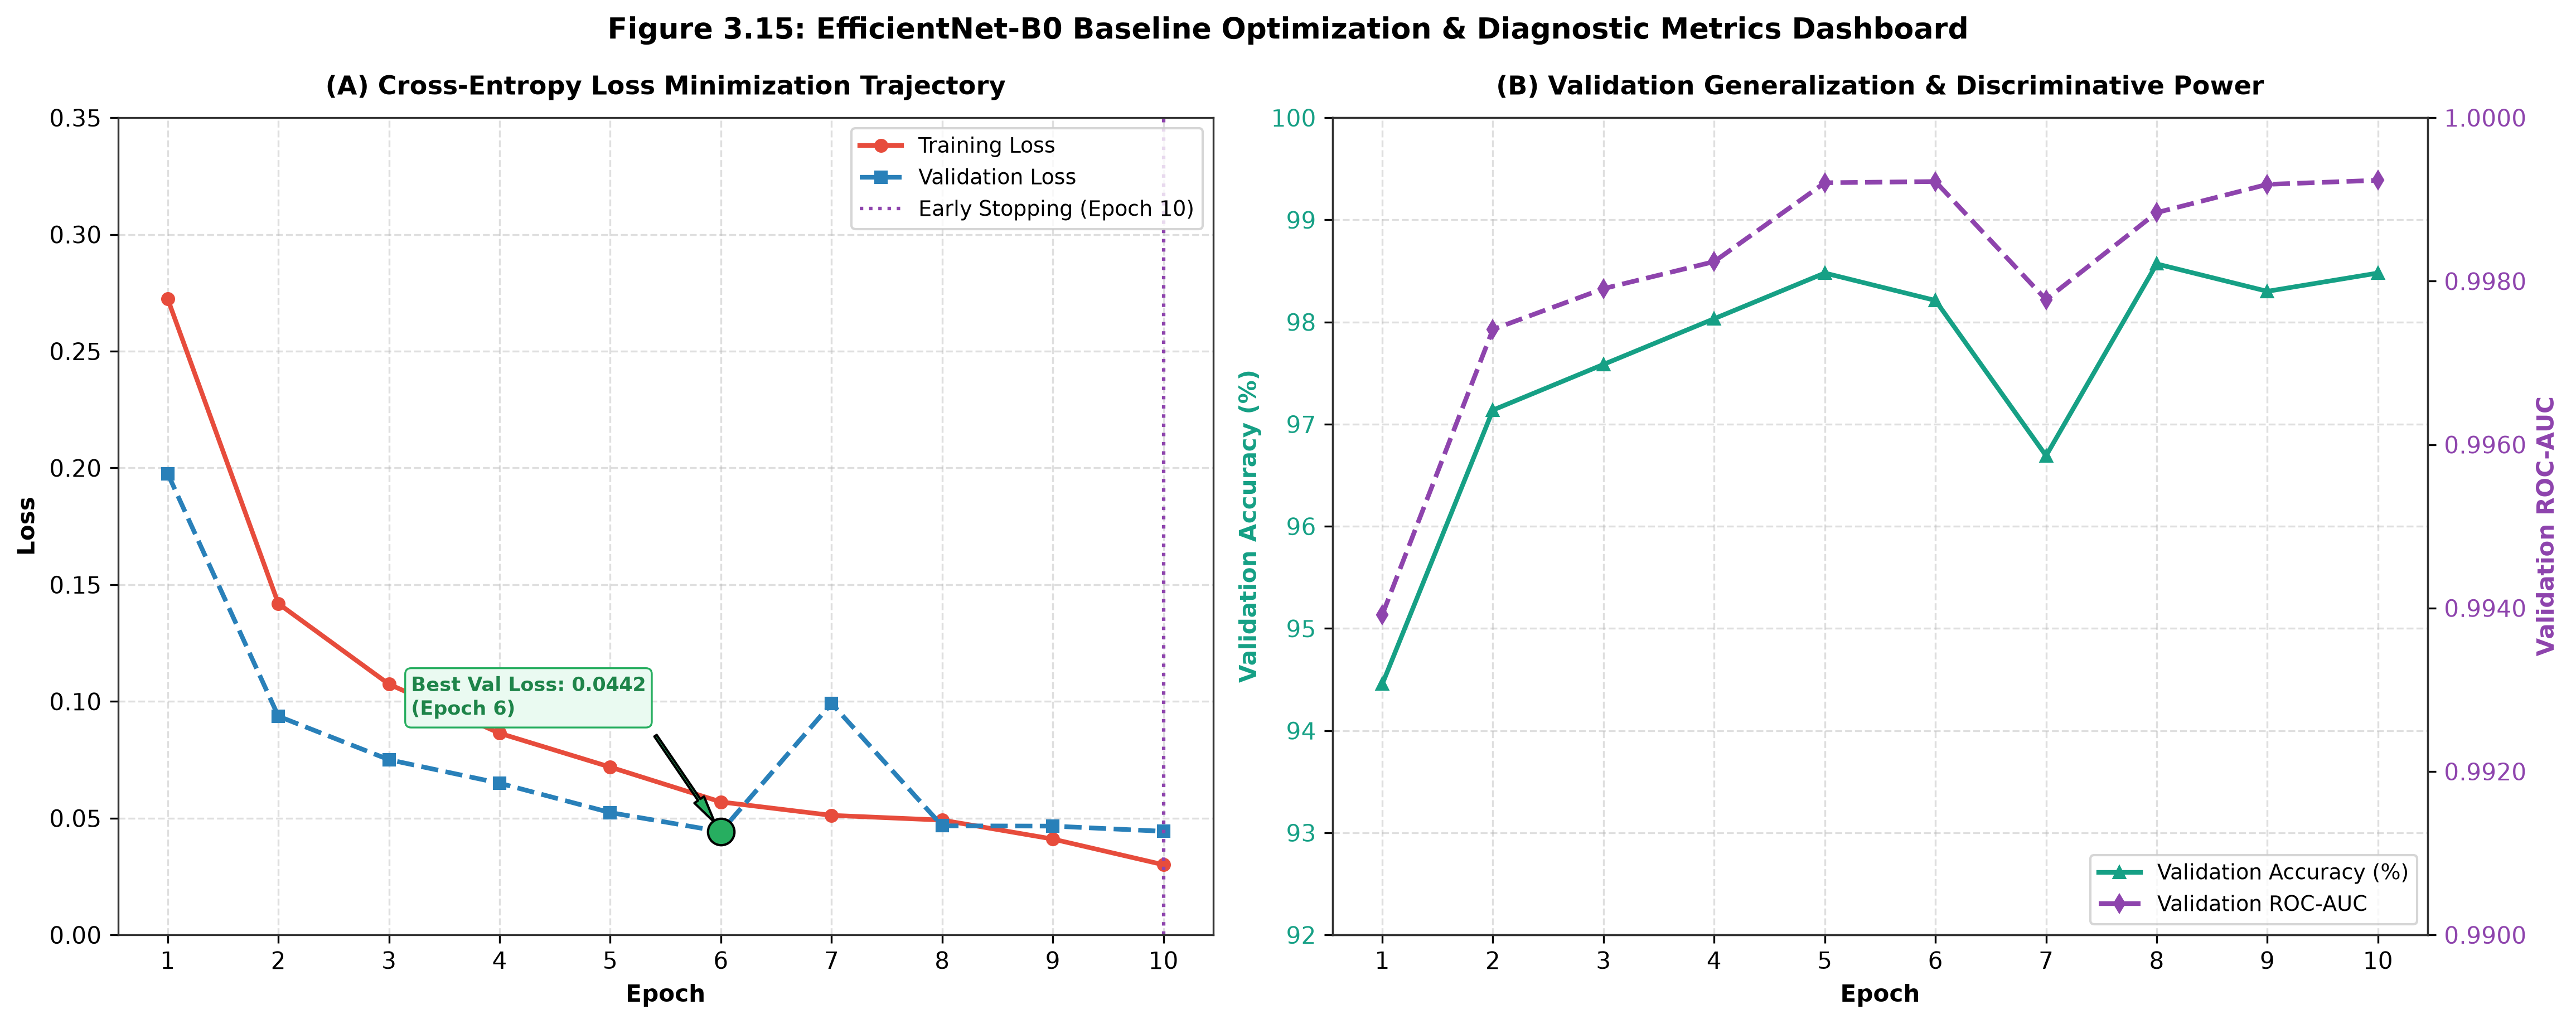 Figure 3.15: EfficientNet-B0 Baseline Optimization & Diagnostic Metrics Dashboard
(A) Cross-Entropy Loss Minimization Trajectory
0.35
0.30
0.25
0.20
0.15
0.10
0.05
0.00
Loss
Training Loss
Validation Loss
Early Stopping (Epoch 10)
Best Val Loss: 0.0442
(Epoch 6)
1 2 3 4 5 6 7 8 9 10
Epoch
(B) Validation Generalization & Discriminative Power
100
99
98
97
96
95
94
93
92
Validation Accuracy (%)
Validation Accuracy (%)
Validation ROC-AUC
1 2 3 4 5 6 7 8 9 10
Epoch
1.0000
0.9980
0.9960
0.9940
0.9920
0.9900
Validation ROC-AUC